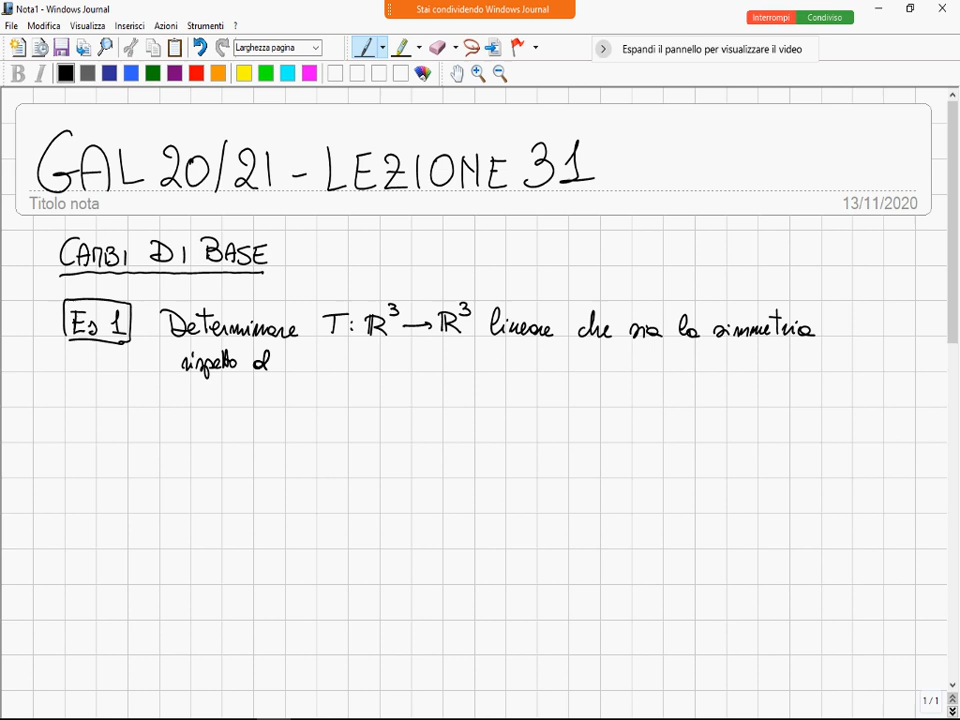 Nota1 - Windows Journal
Stai condividendo Windows Journal
Interrompi
Condiviso
File Modifica Visualizza Inserisci Azioni Strumenti ?
Larghezza pagina
Espandi il pannello per visualizzare il video
B I
GAL 20/21 - LEZIONE 31
Titolo nota
13/11/2020
CAMBI DI BASE
Es 1 Determinare T: ℝ³ → ℝ³ lineare che sia la simmetria
rispetto al
1 / 1